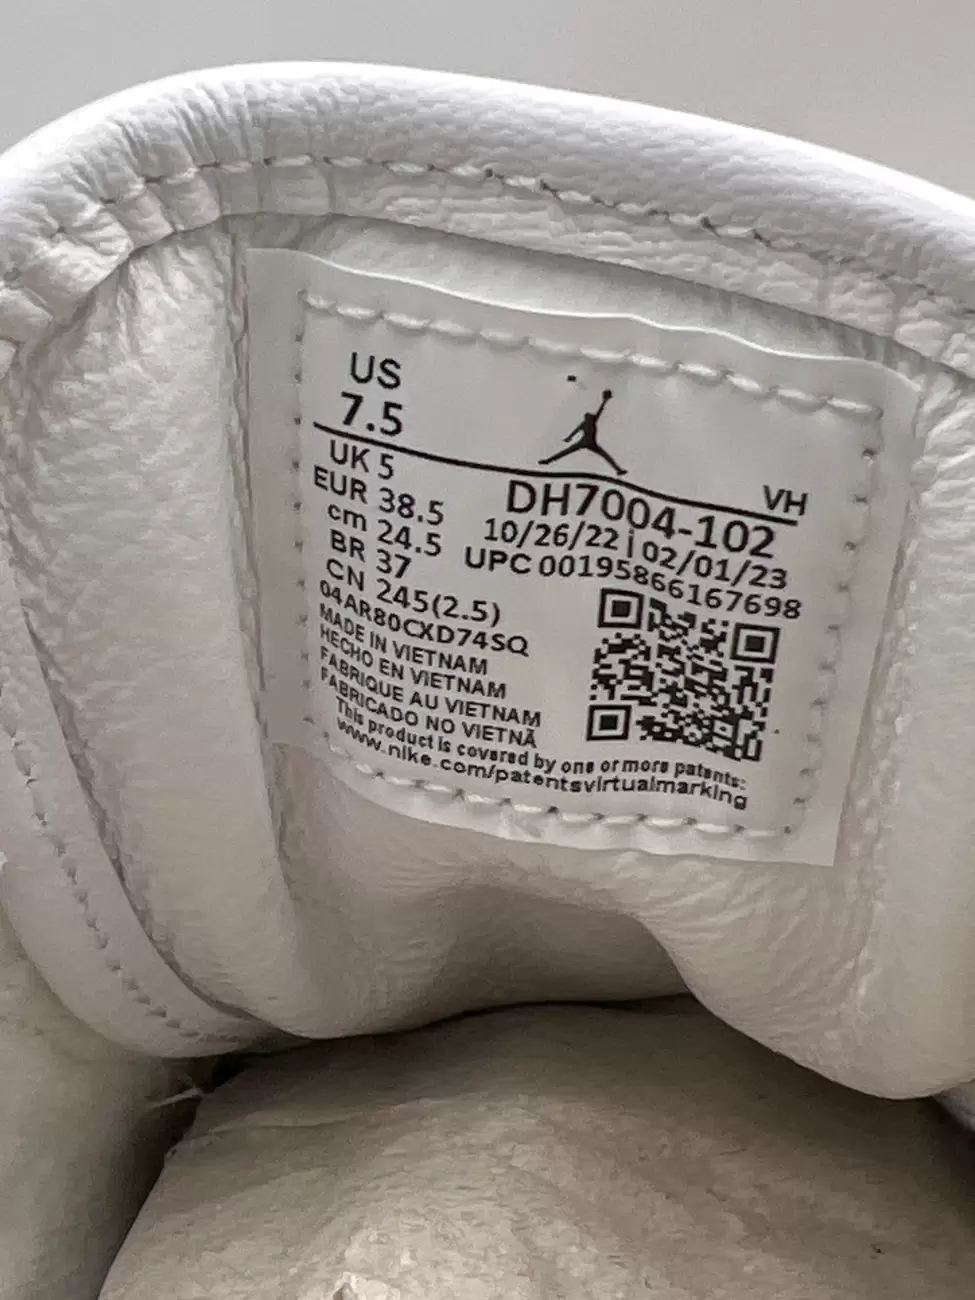 US
7.5
VH
UK 5
EUR 38.5
cm 24.5
BR 37
CN 245(2.5)
DH7004-102
10/26/22 | 02/01/23
UPC 00195866167698
04AR80CXD74SQ
MADE IN VIETNAM
HECHO EN VIETNAM
FABRIQUE AU VIETNAM
FABRICADO NO VIETNÃ
This product is covered by one or more patents:
www.nike.com/patentsvirtualmarking